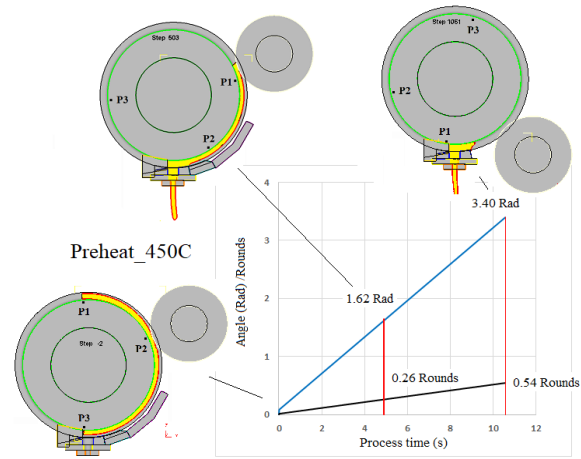 Step 503
P1
P3
P2
Step 1051
P3
P2
P1
Preheat_450C
P1
Step -2
P2
P3
Angle (Rad) /Rounds
4
3
2
1
0
3.40 Rad
1.62 Rad
0.26 Rounds
0.54 Rounds
0 2 4 6 8 10 12
Process time (s)